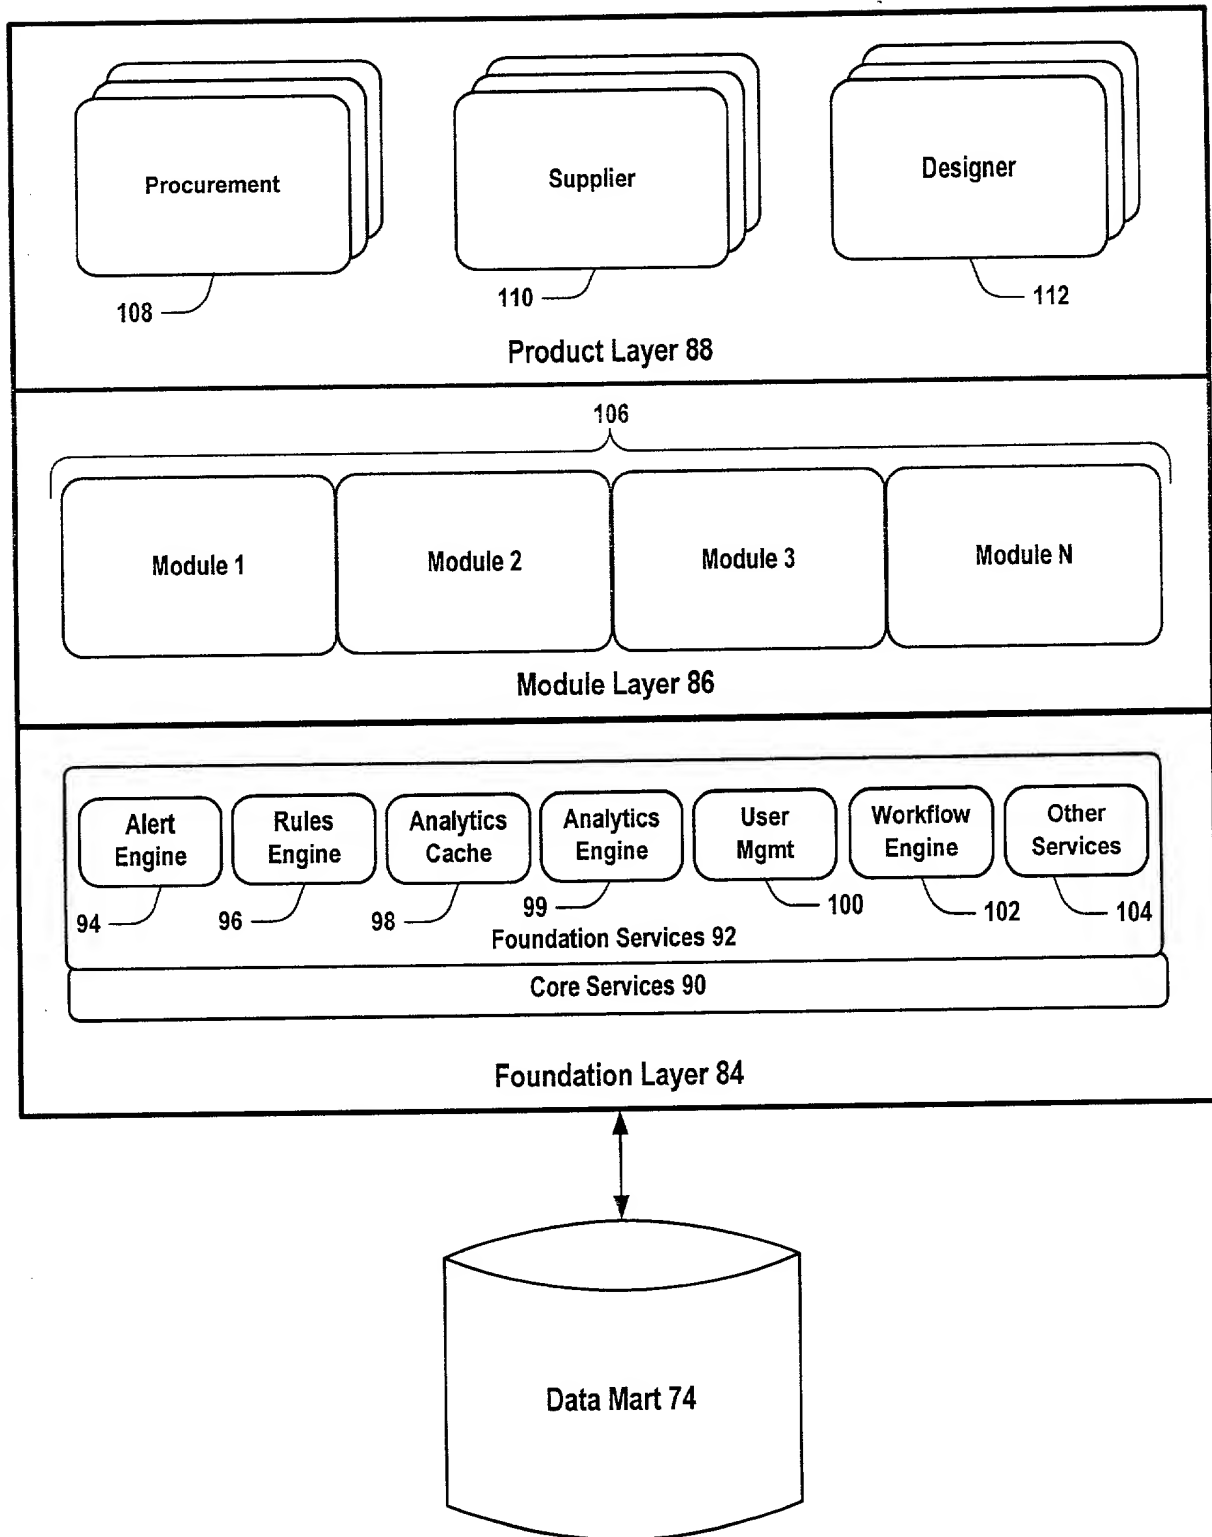 Procurement
Supplier
Designer
108
110
112
Product Layer 88
106
Module 1
Module 2
Module 3
Module N
Module Layer 86
Alert
Engine
Rules
Engine
Analytics
Cache
Analytics
Engine
User
Mgmt
Workflow
Engine
Other
Services
94
96
98
99
100
102
104
Foundation Services 92
Core Services 90
Foundation Layer 84
Data Mart 74